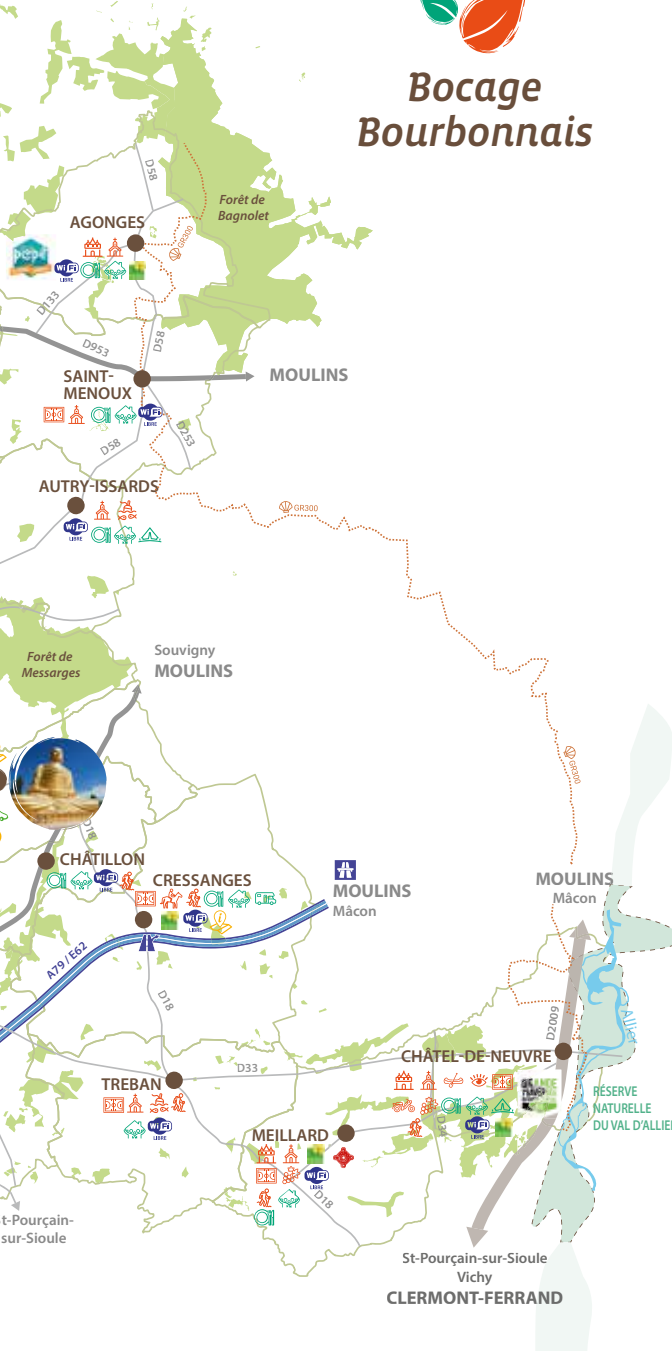 Bocage
Bourbonnais
D58
Forêt de
Bagnolet
AGONGES
GR300
WiFi
LIBRE
D133
D58
D953
SAINT-
MENOUX
MOULINS
WiFi
LIBRE
D253
D58
AUTRY-ISSARDS
GR300
WiFi
LIBRE
Forêt de
Messarges
Souvigny
MOULINS
GR300
D18
CHÂTILLON
WiFi
LIBRE
CRESSANGES
WiFi
LIBRE
MOULINS
Mâcon
MOULINS
Mâcon
A79 / E62
D18
D2009
Allier
D33
CHÂTEL-DE-NEUVRE
TREBAN
WiFi
LIBRE
RÉSERVE
NATURELLE
DU VAL D'ALLIER
D34
WiFi
LIBRE
MEILLARD
WiFi
LIBRE
D18
t-Pourçain-
sur-Sioule
St-Pourçain-sur-Sioule
Vichy
CLERMONT-FERRAND